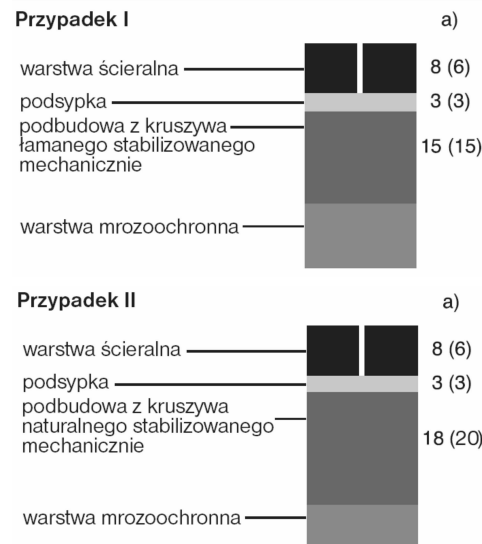 Przypadek I a)
warstwa ścieralna 8 (6)
podsypka 3 (3)
podbudowa z kruszywa
łamanego stabilizowanego 15 (15)
mechanicznie
warstwa mrozoochronna
Przypadek II a)
warstwa ścieralna 8 (6)
podsypka 3 (3)
podbudowa z kruszywa
naturalnego stabilizowanego
mechanicznie 18 (20)
warstwa mrozoochronna